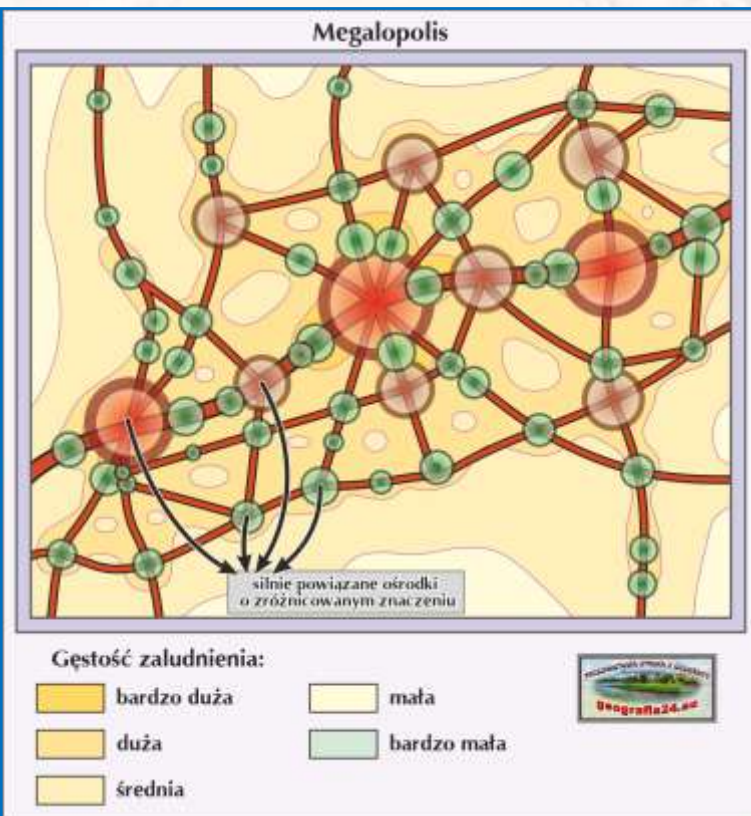 Megalopolis
silnie powiązane ośrodki
o zróżnicowanym znaczeniu
Gęstość zaludnienia:
bardzo duża
duża
średnia
mała
bardzo mała
geografia24.eu